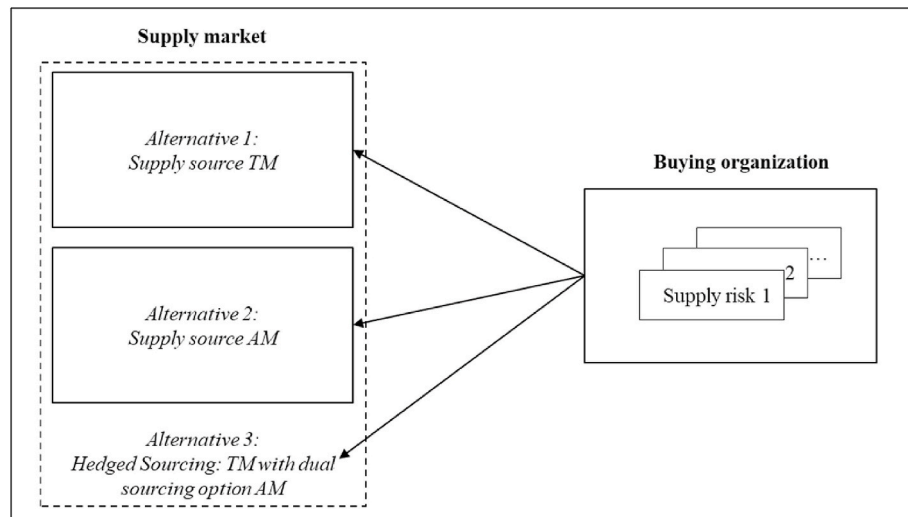 Supply market
Alternative 1:
Supply source TM
Alternative 2:
Supply source AM
Alternative 3:
Hedged Sourcing: TM with dual
sourcing option AM
Buying organization
...
2
Supply risk 1